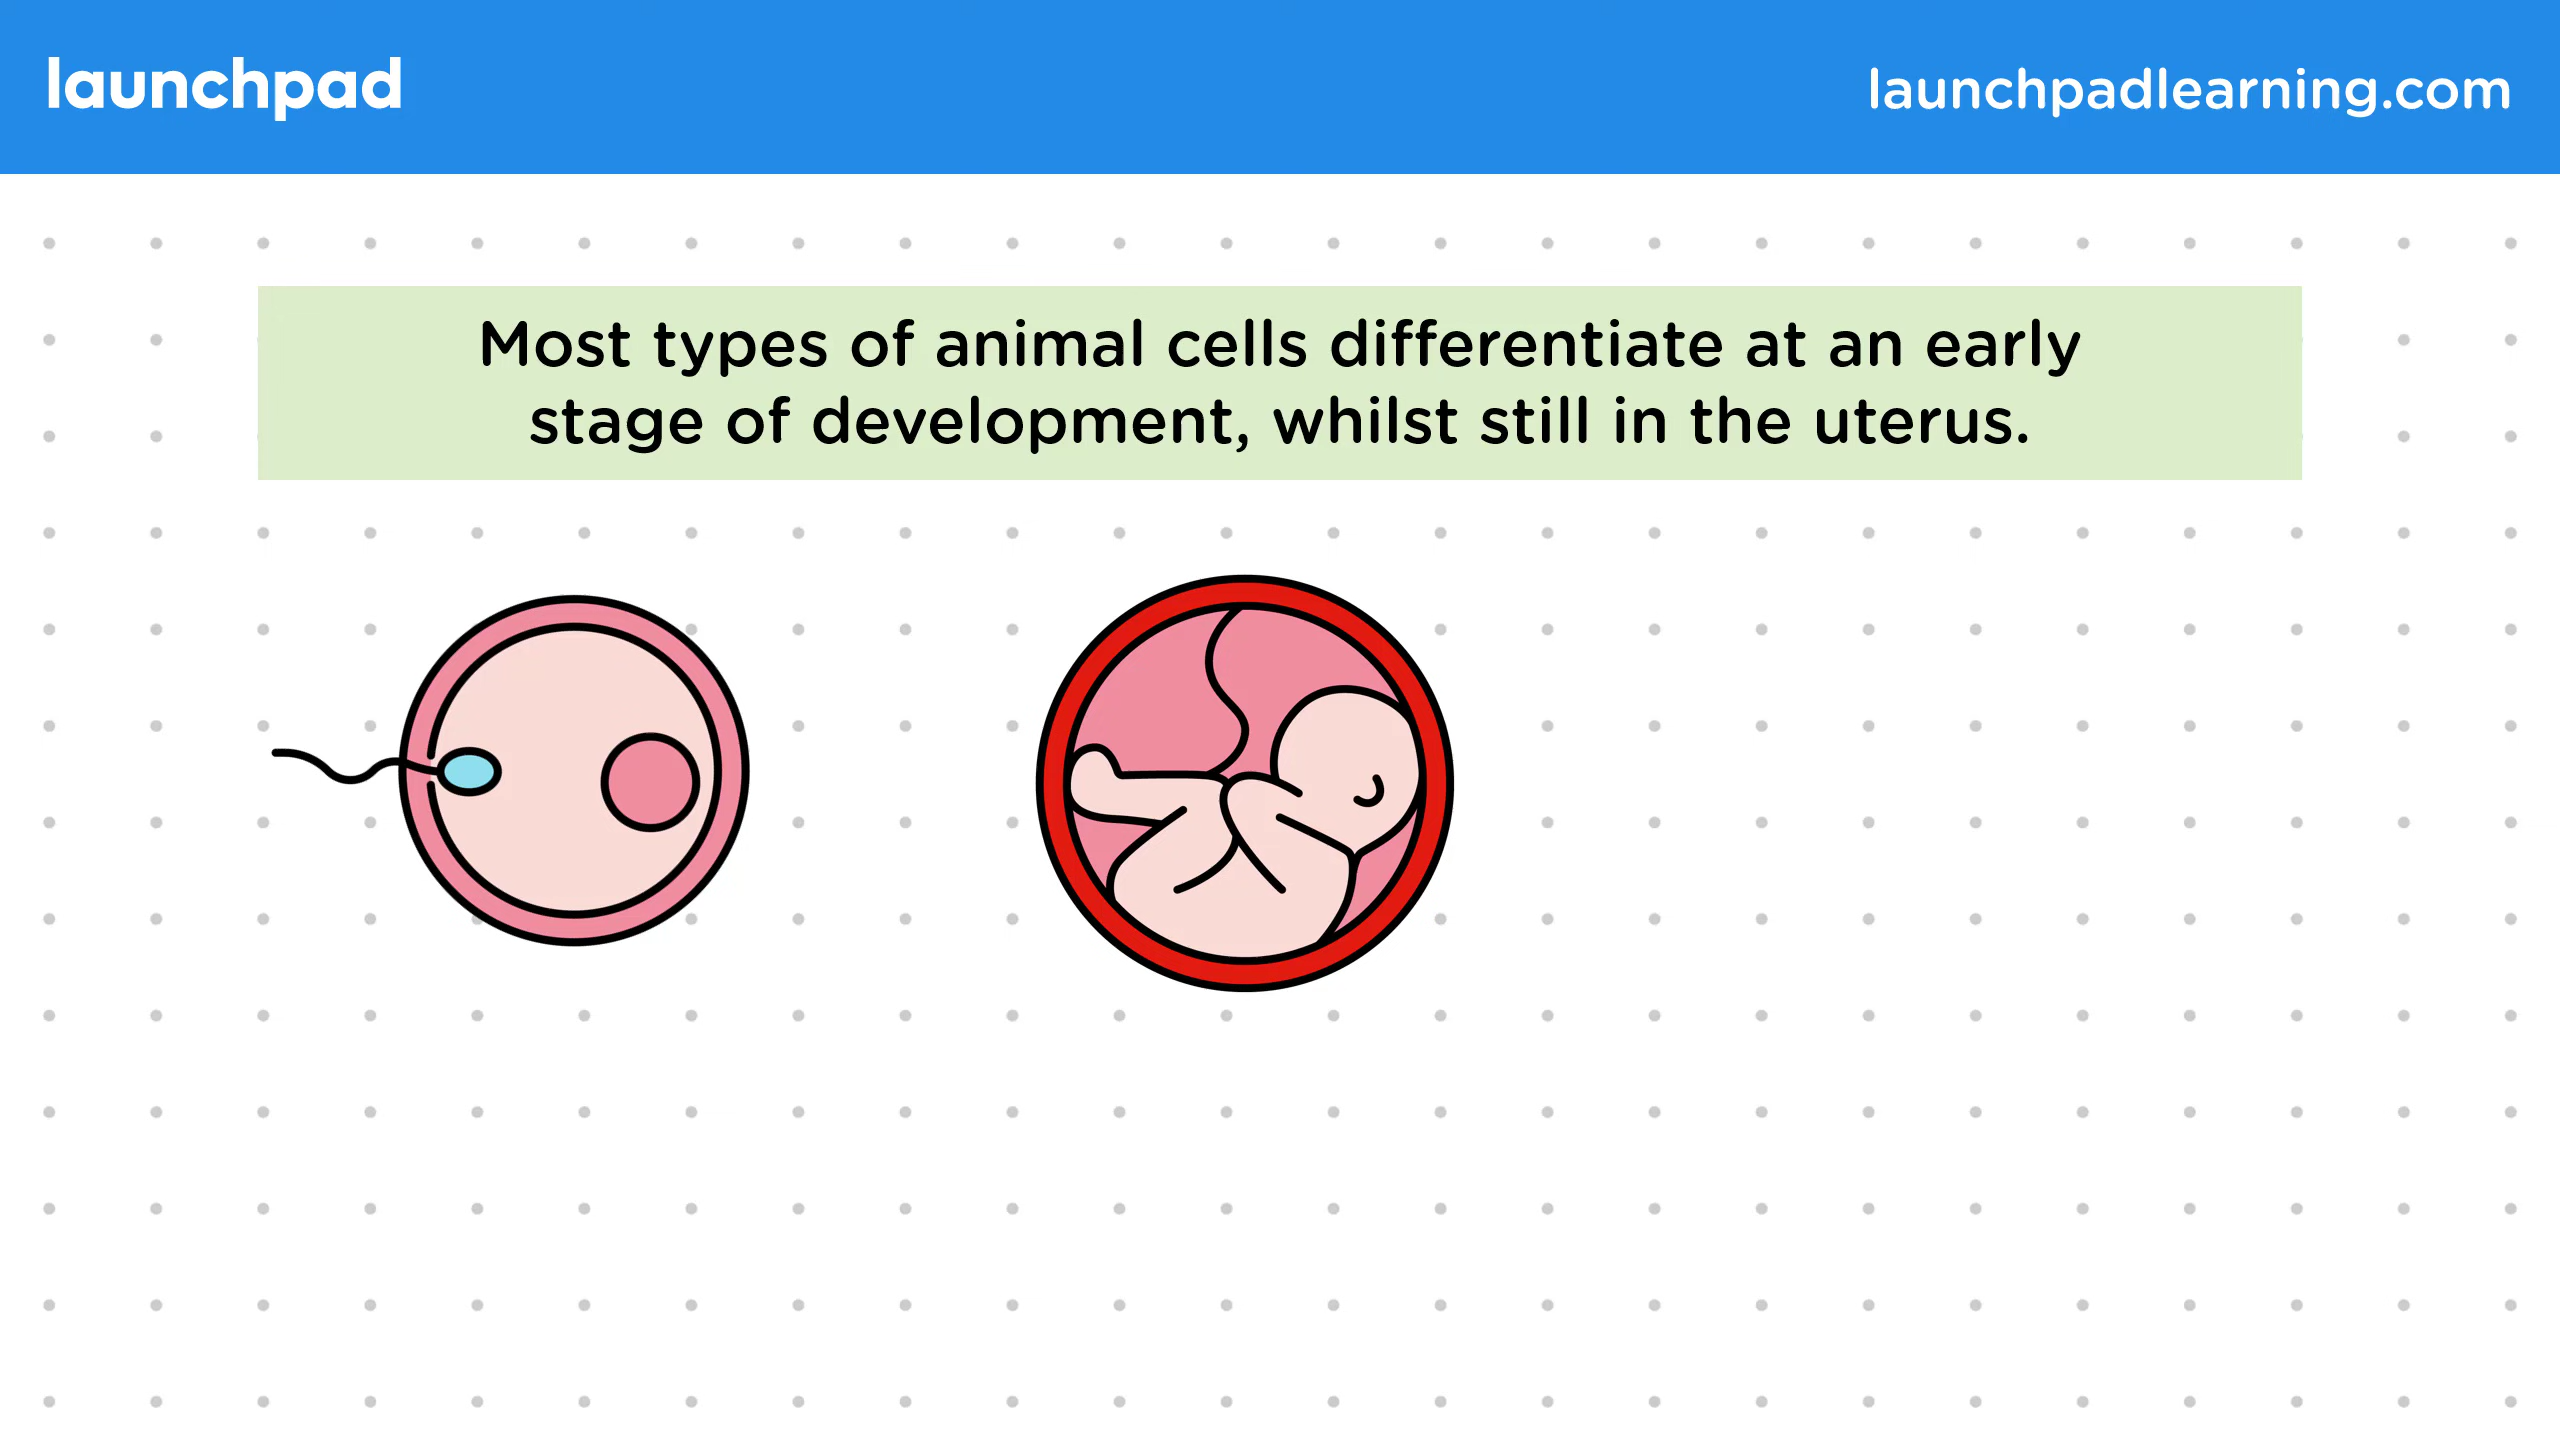 launchpad
launchpadlearning.com
Most types of animal cells differentiate at an early
stage of development, whilst still in the uterus.